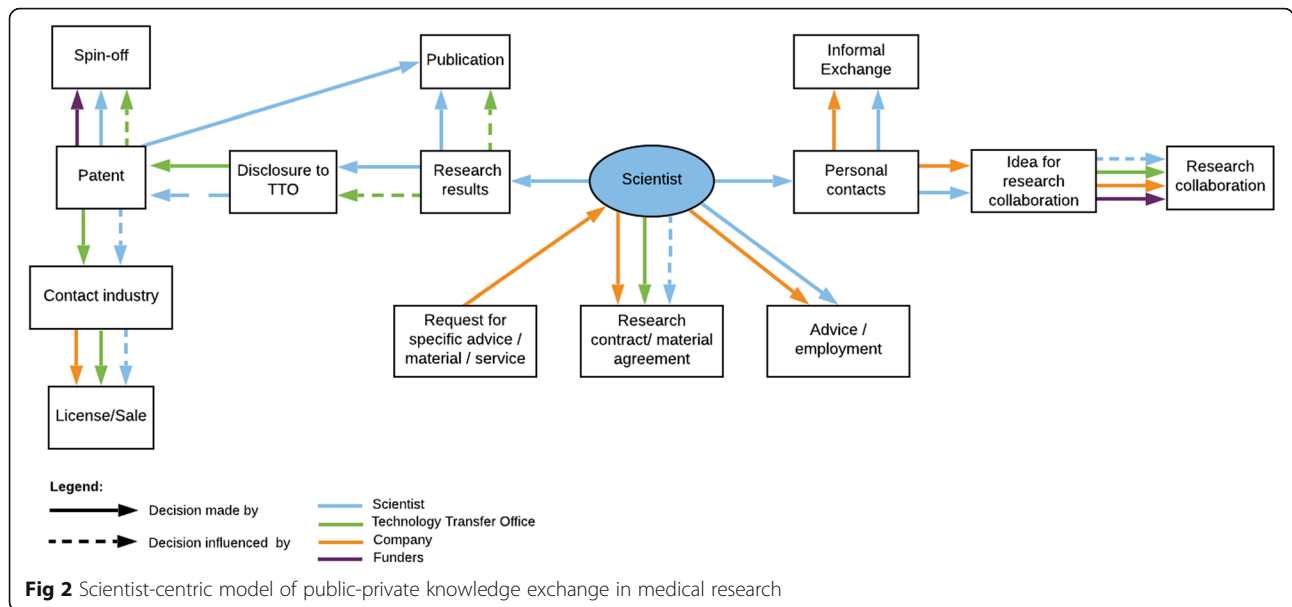 Spin-off
Publication
Informal
Exchange
Patent
Disclosure to
TTO
Research
results
Scientist
Personal
contacts
Idea for
research
collaboration
Research
collaboration
Contact industry
Request for
specific advice /
material / service
Research
contract/ material
agreement
Advice /
employment
License/Sale
Legend:
Decision made by
Decision influenced by
Scientist
Technology Transfer Office
Company
Funders
Fig 2 Scientist-centric model of public-private knowledge exchange in medical research